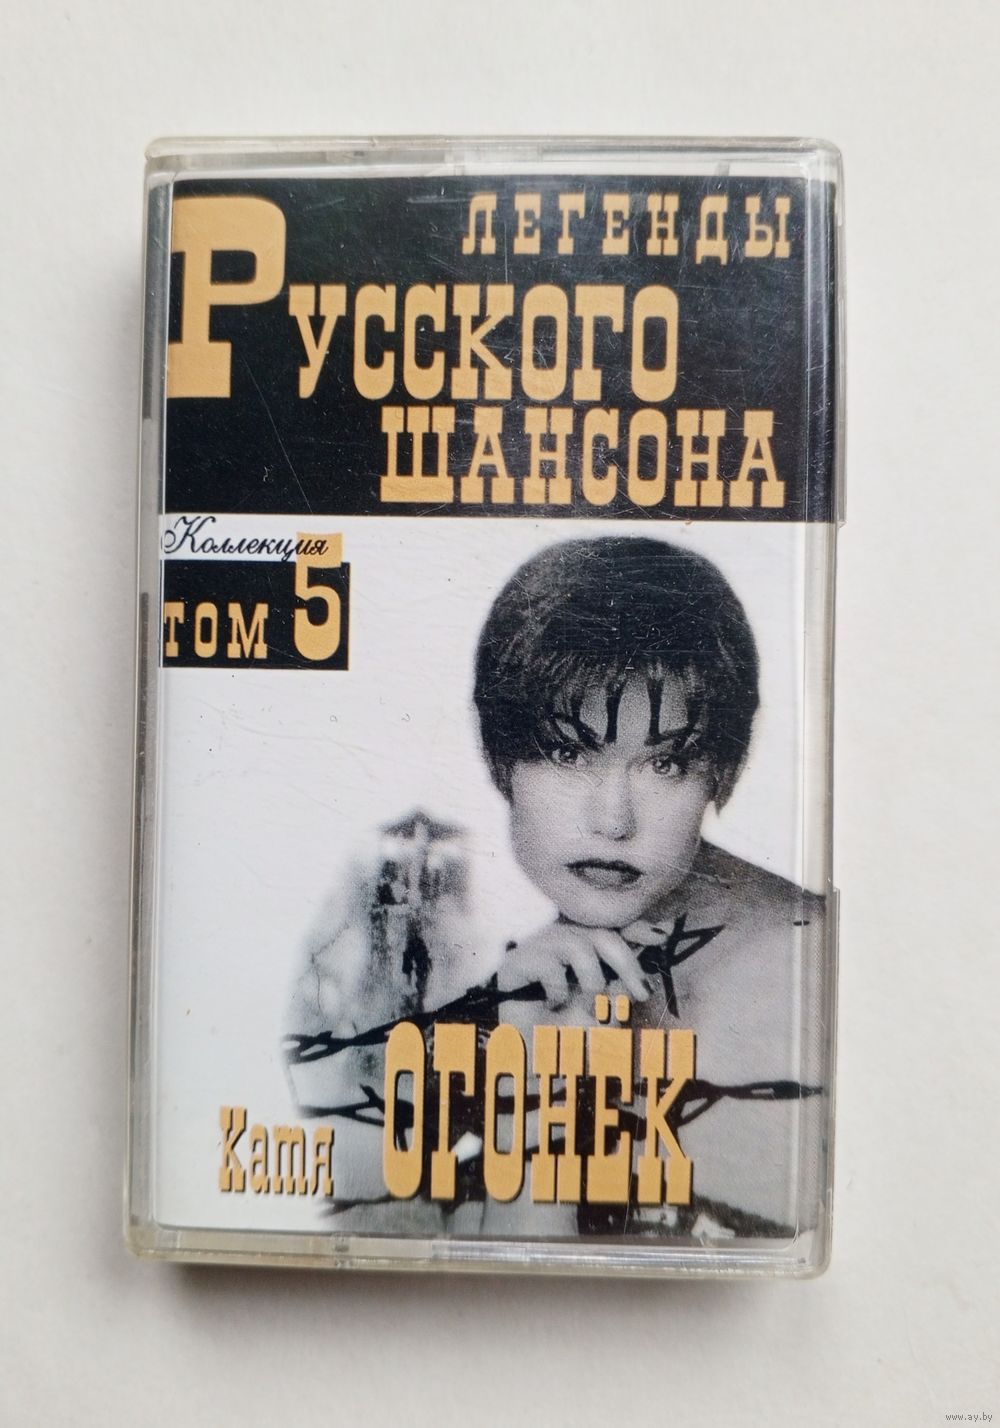 ЛЕГЕНДЫ
РУССКОГО
ШАНСОНА
Коллекция
ТОМ 5
Катя ОГОНЁК
www.ay.by